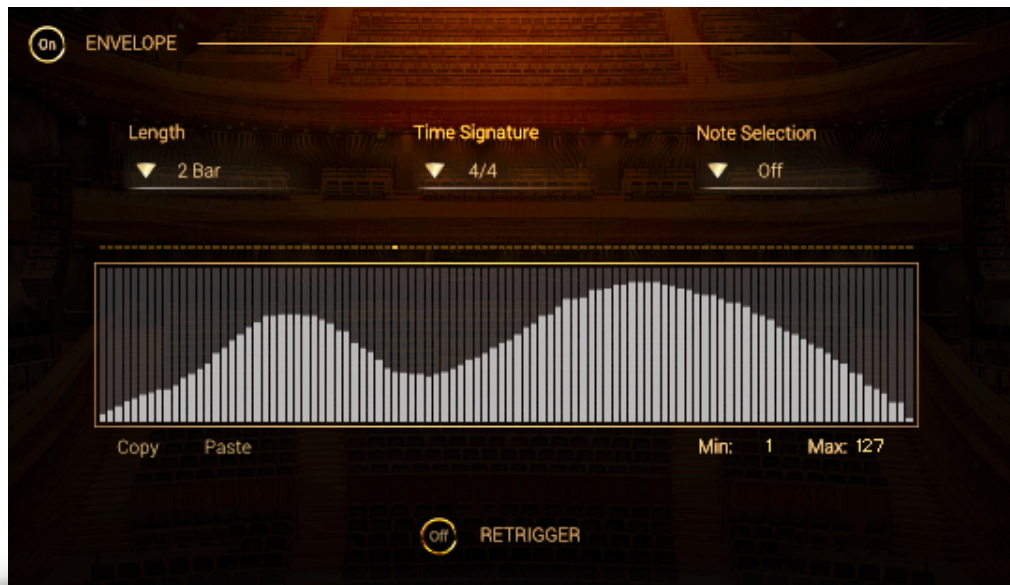 On ENVELOPE
Length Time Signature Note Selection
2 Bar 4/4 Off
Copy Paste Min: 1 Max: 127
Off RETRIGGER